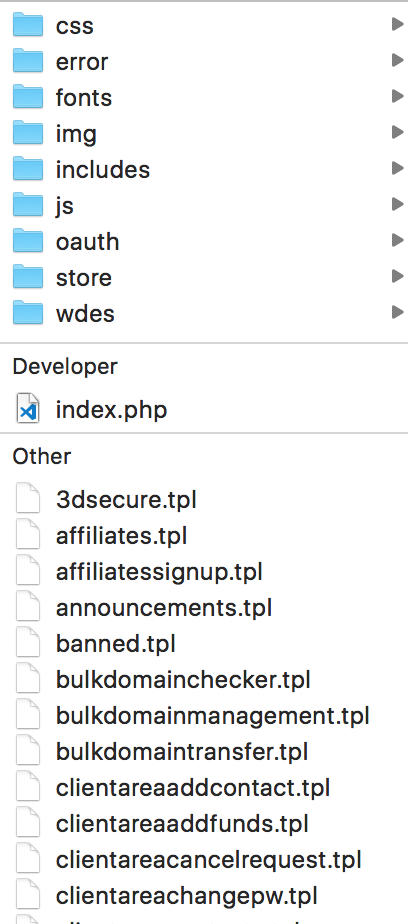 css
error
fonts
img
includes
js
oauth
store
wdes
Developer
index.php
Other
3dsecure.tpl
affiliates.tpl
affiliatessignup.tpl
announcements.tpl
banned.tpl
bulkdomainchecker.tpl
bulkdomainmanagement.tpl
bulkdomaintransfer.tpl
clientareaaddcontact.tpl
clientareaaddfunds.tpl
clientareacancelrequest.tpl
clientareachangepw.tpl